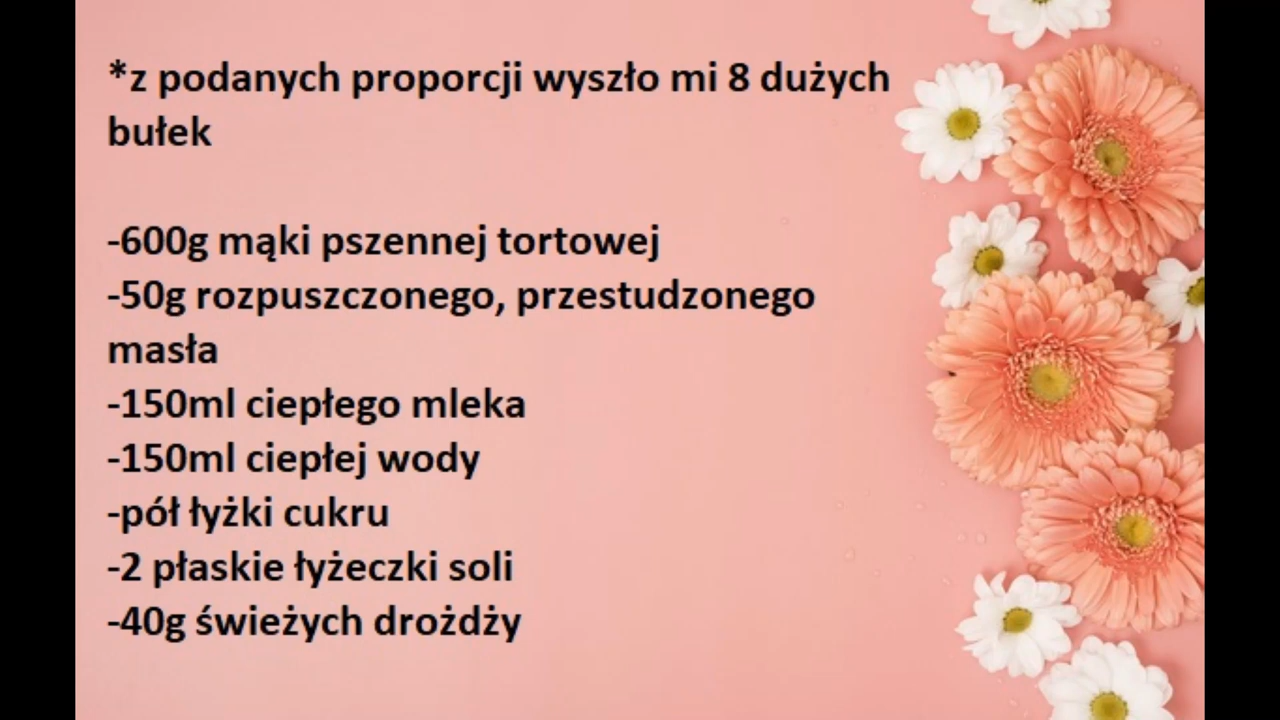 *z podanych proporcji wyszło mi 8 dużych
bułek
-600g mąki pszennej tortowej
-50g rozpuszczonego, przestudzonego
masła
-150ml ciepłego mleka
-150ml ciepłej wody
-pół łyżki cukru
-2 płaskie łyżeczki soli
-40g świeżych drożdży